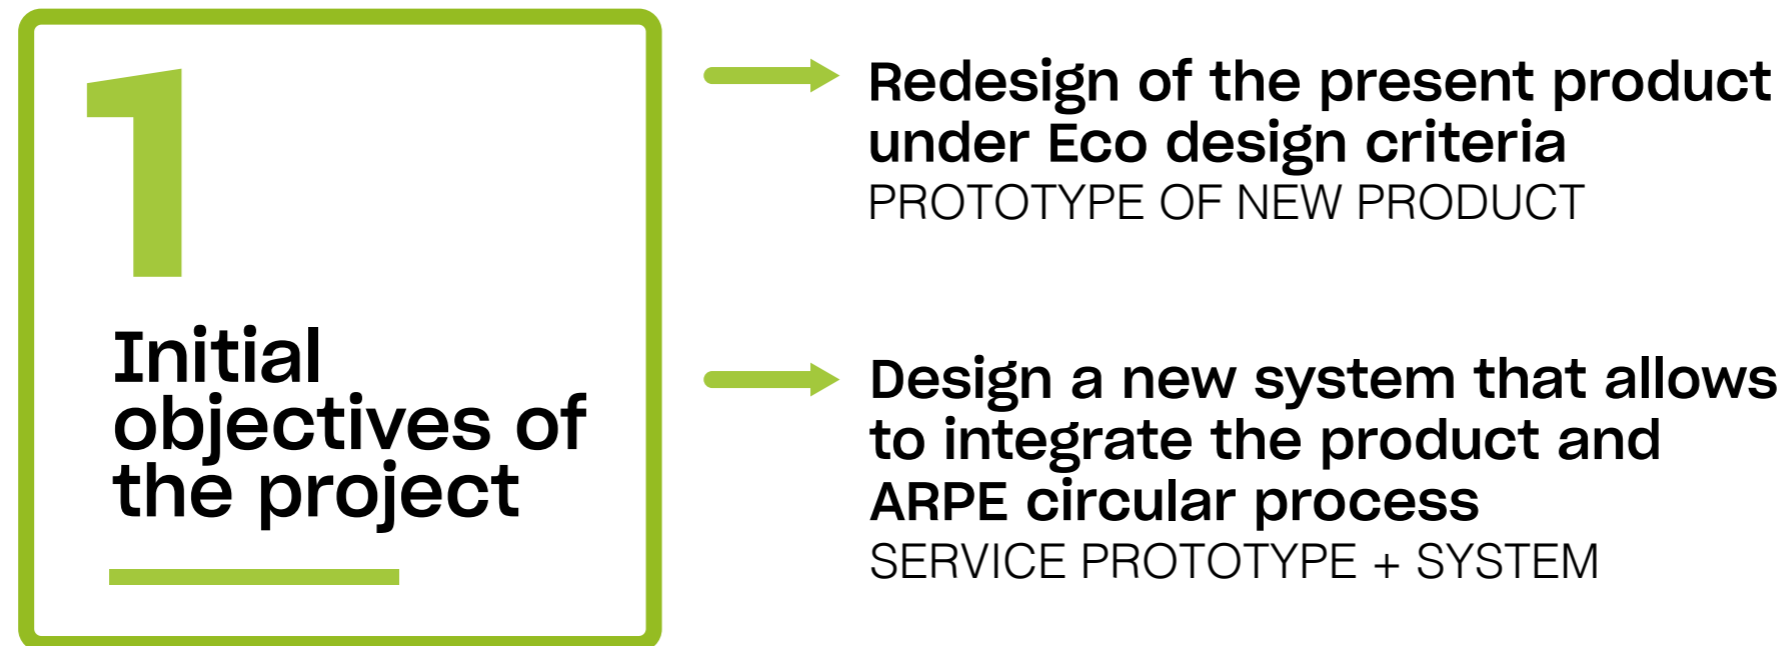 1
Initial
objectives of
the project
Redesign of the present product
under Eco design criteria
PROTOTYPE OF NEW PRODUCT
Design a new system that allows
to integrate the product and
ARPE circular process
SERVICE PROTOTYPE + SYSTEM